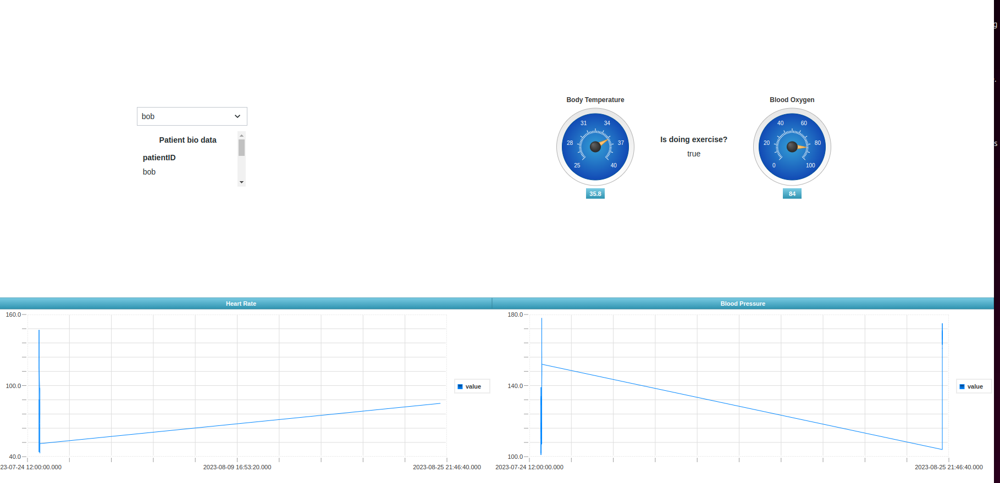 bob
Patient bio data
patientID
bob
Body Temperature
25 28 31 34 37 40
35.8
Is doing exercise?
true
Blood Oxygen
0 20 40 60 80 100
84
g
s
Heart Rate
160.0
100.0
40.0
23-07-24 12:00:00.000
2023-08-09 16:53:20.000
2023-08-25 21:46:40.000
value
Blood Pressure
180.0
140.0
100.0
2023-07-24 12:00:00.000
2023-08-25 21:46:40.000
value